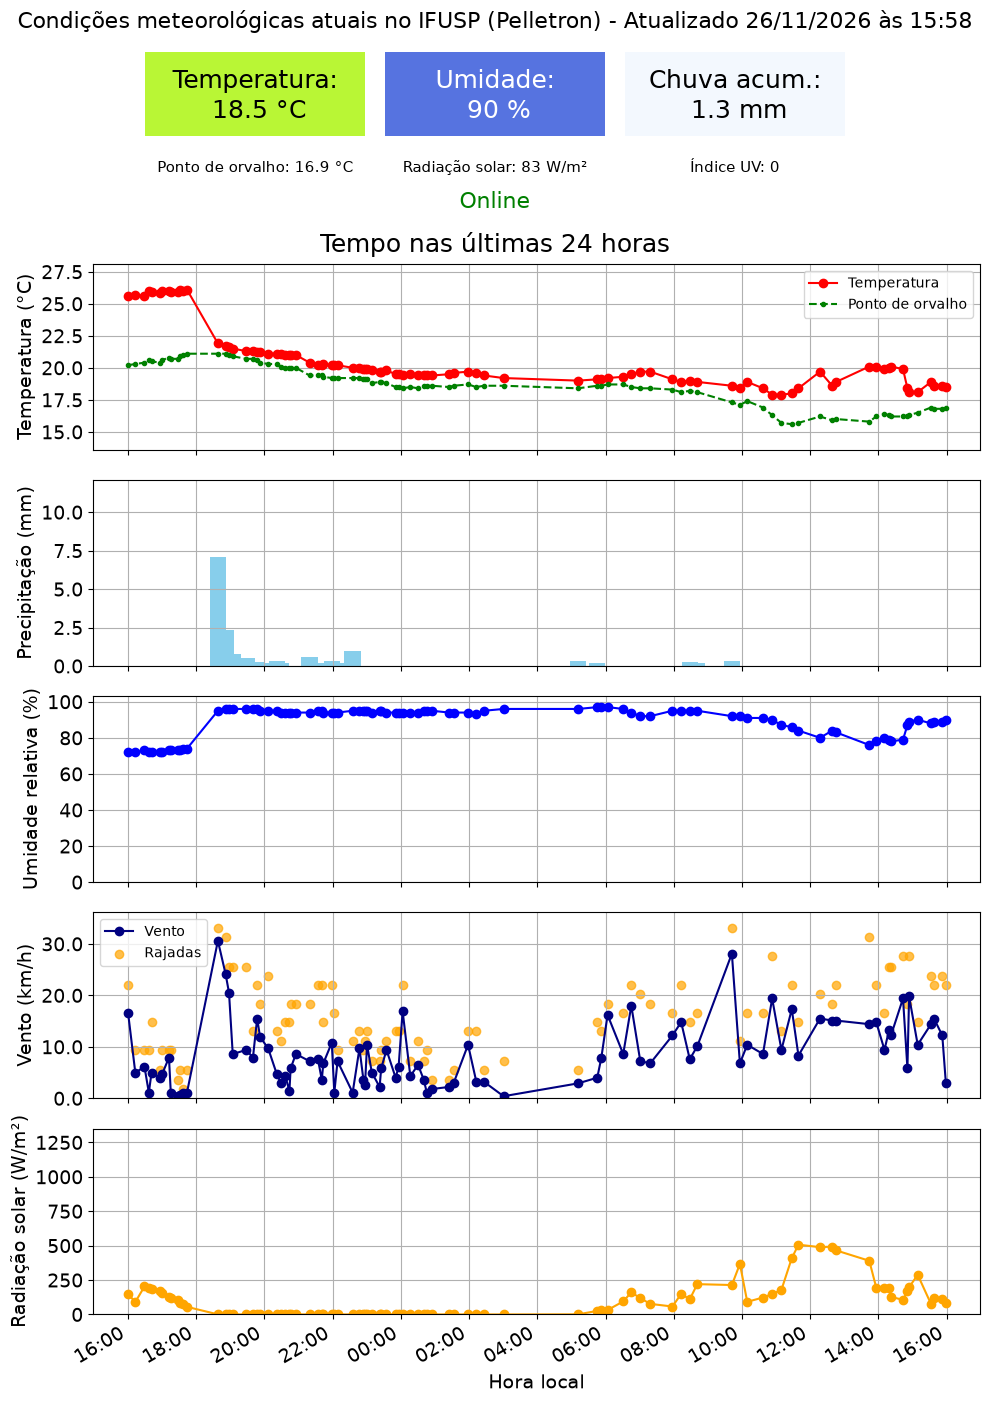 Condições meteorológicas atuais no IFUSP (Pelletron) - Atualizado 26/11/2026 às 15:58
Temperatura:
18.5 °C
Umidade:
90 %
Chuva acum.:
1.3 mm
Ponto de orvalho: 16.9 °C
Radiação solar: 83 W/m²
Índice UV: 0
Online
Tempo nas últimas 24 horas
Temperatura (°C)
27.5
25.0
22.5
20.0
17.5
15.0
Temperatura
Ponto de orvalho
Precipitação (mm)
10.0
7.5
5.0
2.5
0.0
Umidade relativa (%)
100
80
60
40
20
0
Vento (km/h)
30.0
20.0
10.0
0.0
Vento
Rajadas
Radiação solar (W/m²)
1250
1000
750
500
250
0
16:00
18:00
20:00
22:00
00:00
02:00
04:00
06:00
08:00
10:00
12:00
14:00
16:00
Hora local